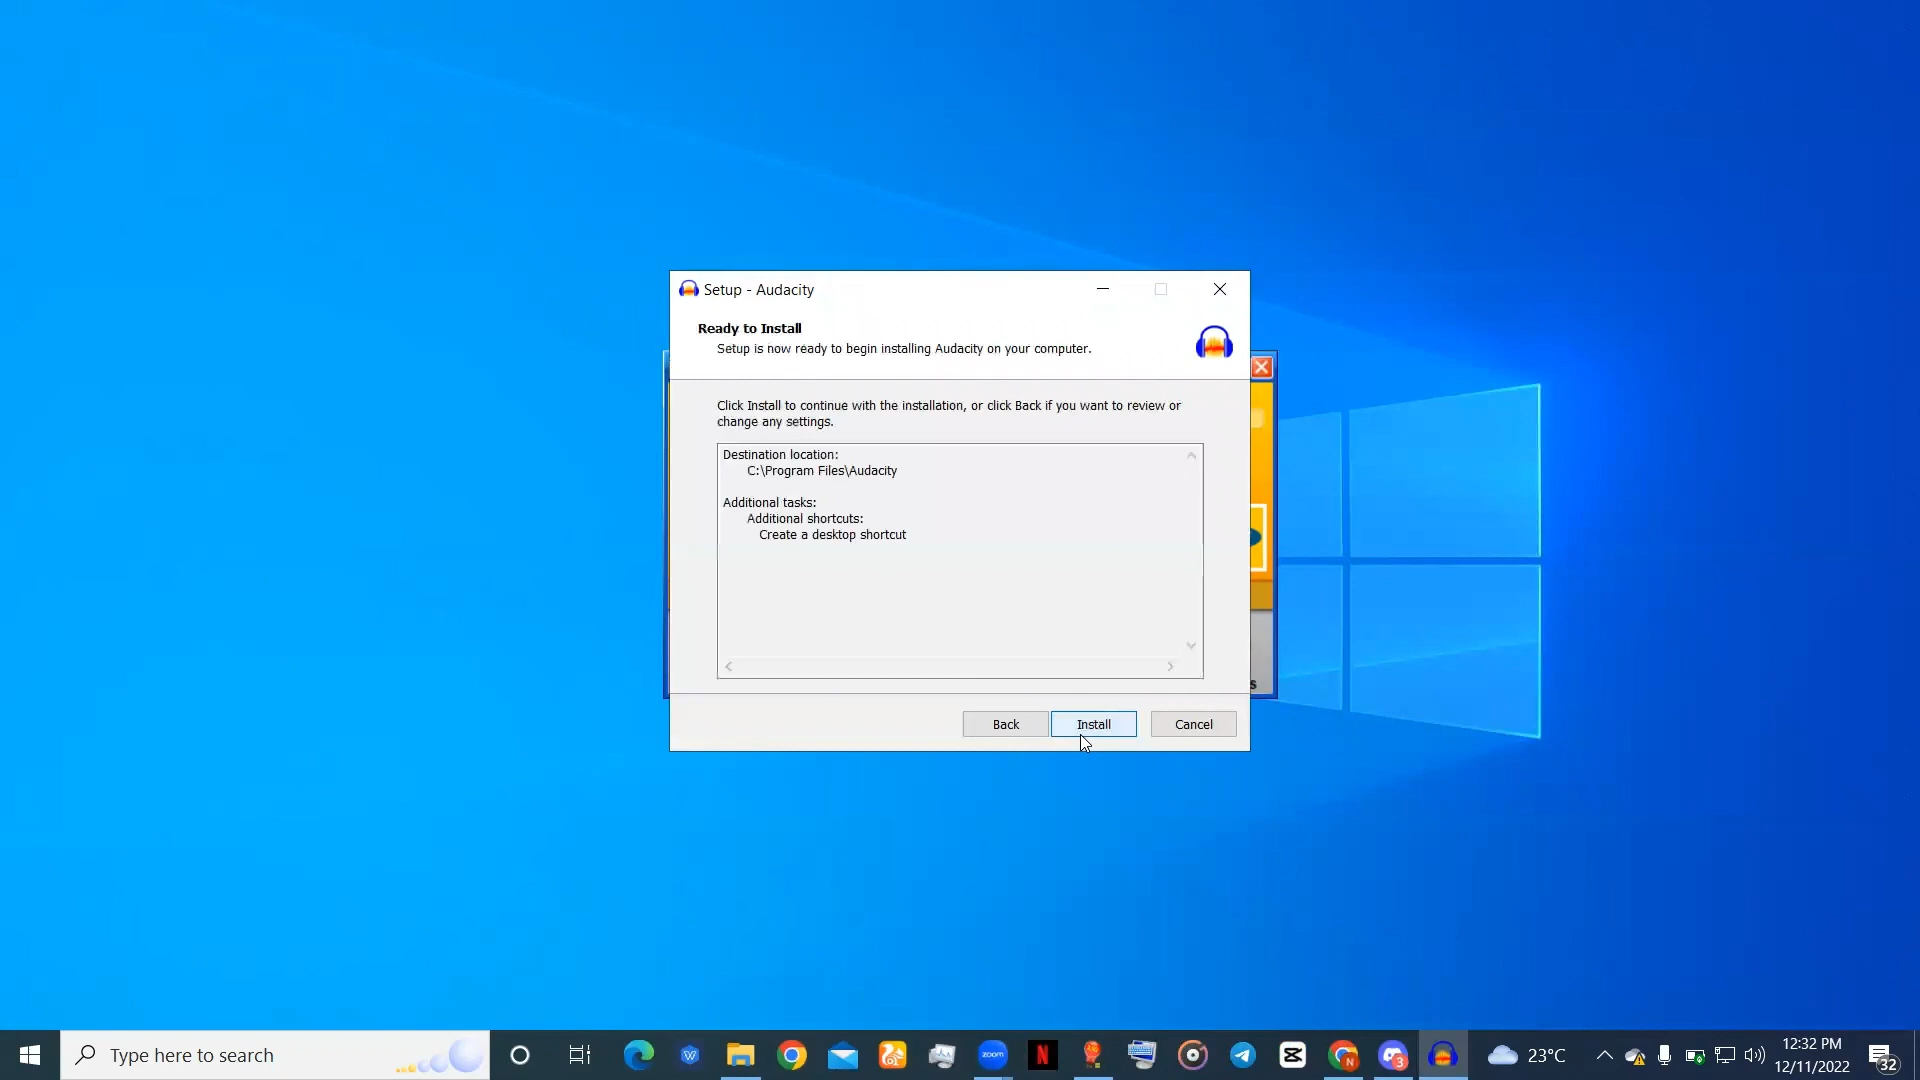 Setup - Audacity
Ready to Install
Setup is now ready to begin installing Audacity on your computer.
Click Install to continue with the installation, or click Back if you want to review or
change any settings.
Destination location:
C:\Program Files\Audacity
Additional tasks:
Additional shortcuts:
Create a desktop shortcut
s
Back
Install
Cancel
Type here to search
W
zoom
N
N
3
23°C
12:32 PM
12/11/2022
32